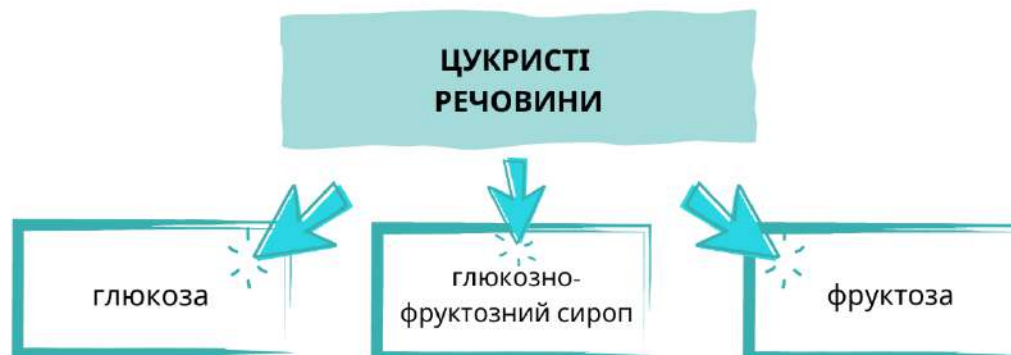 ЦУКРИСТІ
РЕЧОВИНИ
глюкоза
глюкозно-
фруктозний сироп
фруктоза